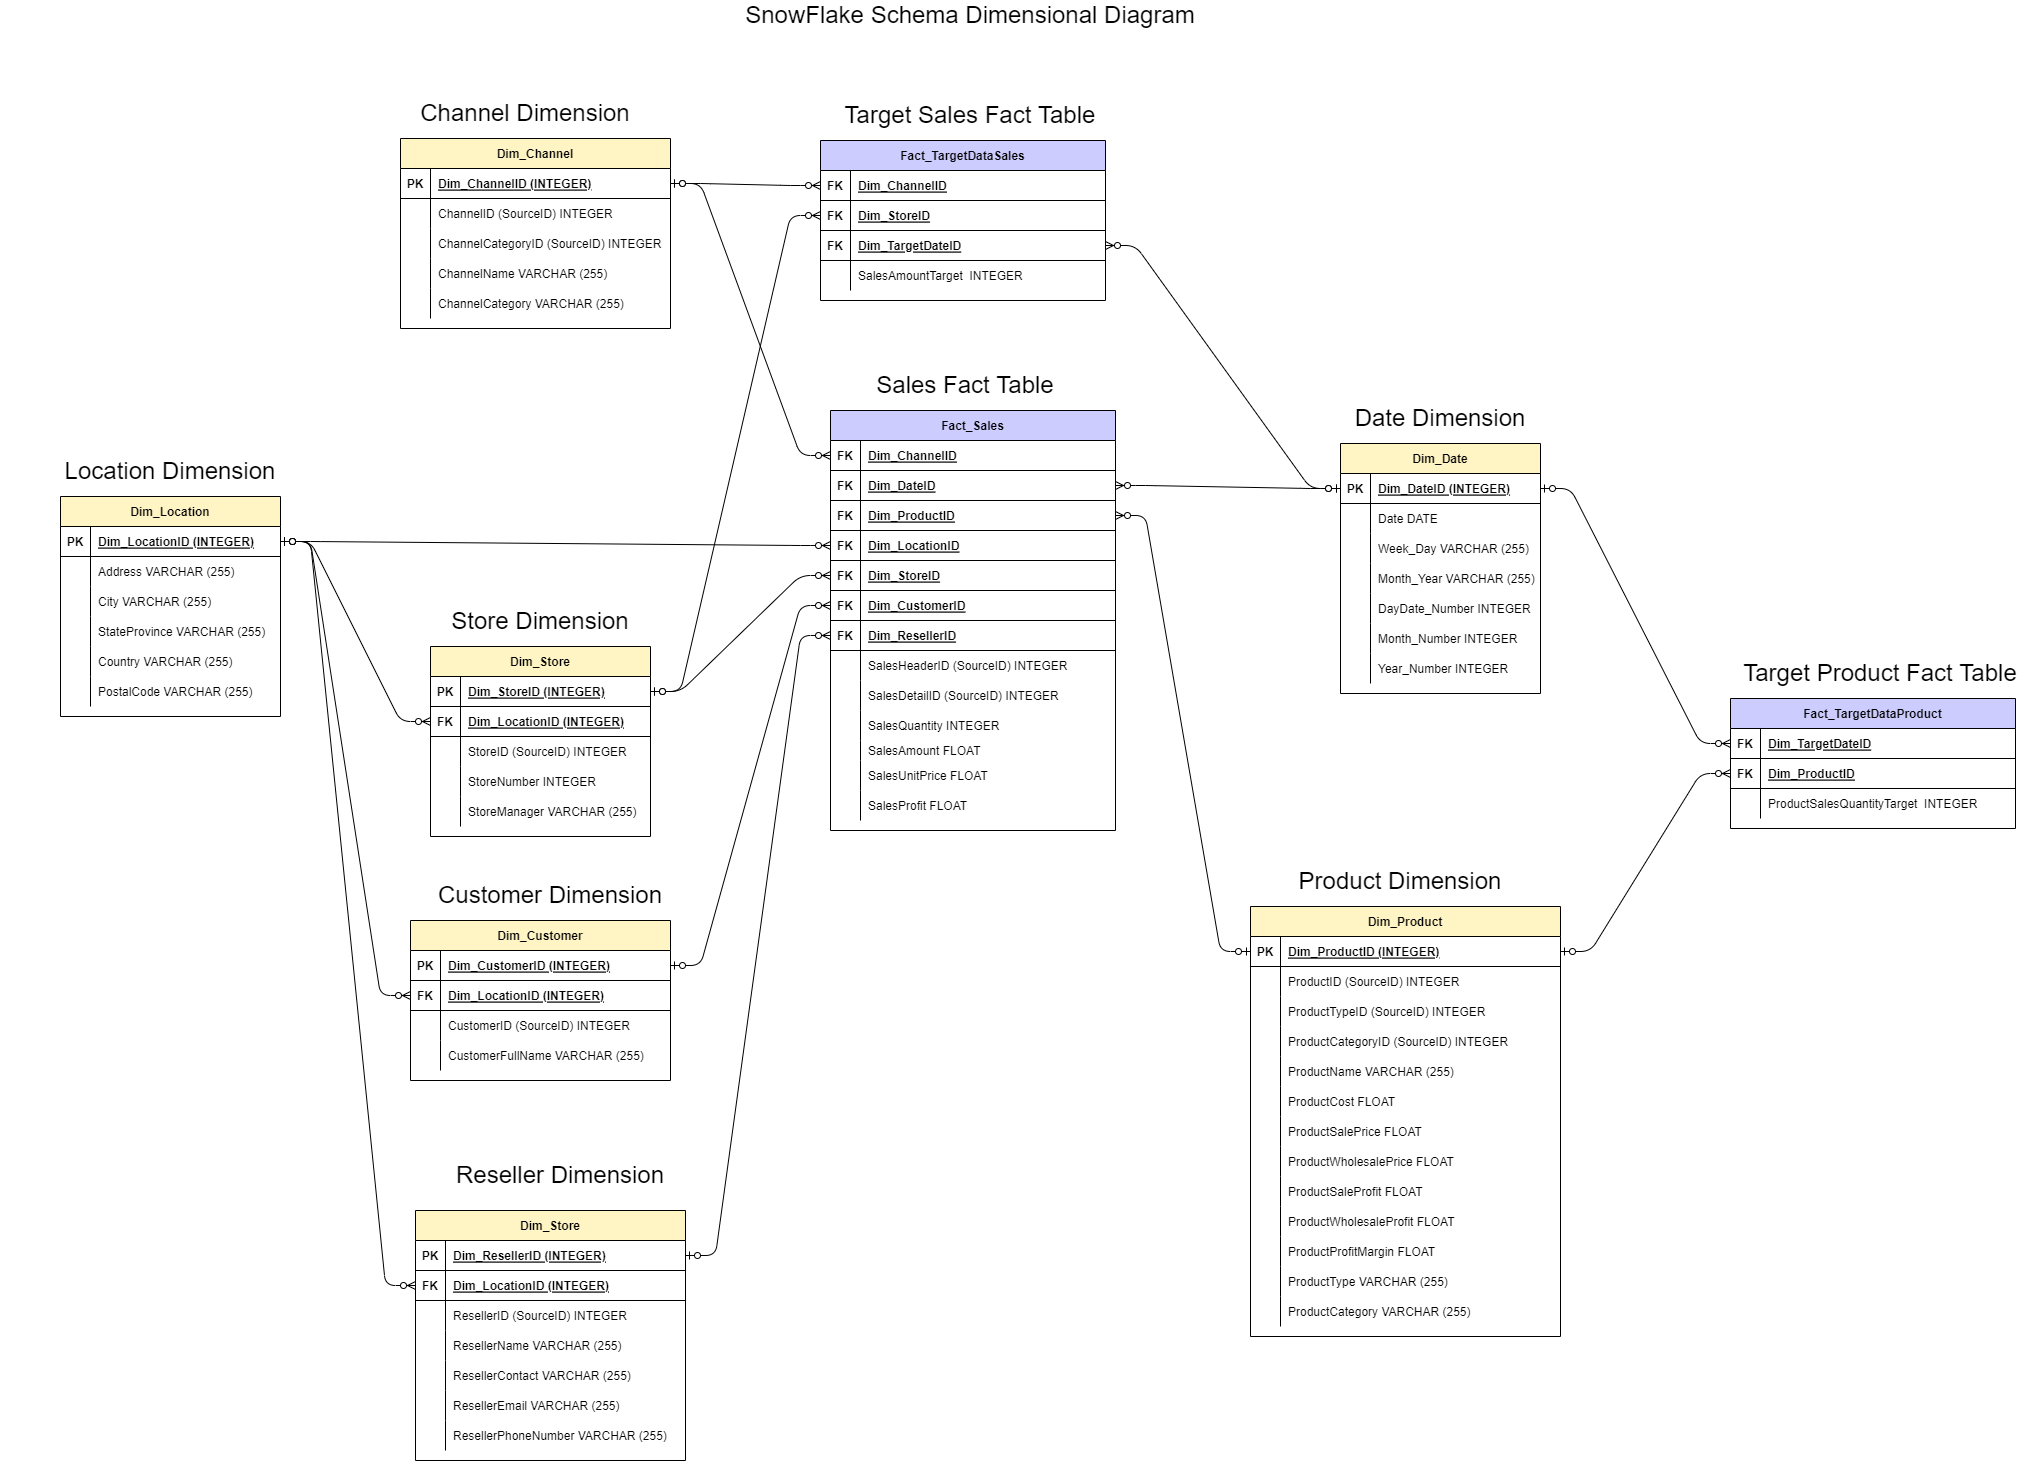 SnowFlake Schema Dimensional Diagram
Channel Dimension
Dim_Channel
PK Dim_ChannelID (INTEGER)
ChannelID (SourceID) INTEGER
ChannelCategoryID (SourceID) INTEGER
ChannelName VARCHAR (255)
ChannelCategory VARCHAR (255)
Target Sales Fact Table
Fact_TargetDataSales
FK Dim_ChannelID
FK Dim_StoreID
FK Dim_TargetDateID
SalesAmountTarget INTEGER
Sales Fact Table
Fact_Sales
FK Dim_ChannelID
FK Dim_DateID
FK Dim_ProductID
FK Dim_LocationID
FK Dim_StoreID
FK Dim_CustomerID
FK Dim_ResellerID
SalesHeaderID (SourceID) INTEGER
SalesDetailID (SourceID) INTEGER
SalesQuantity INTEGER
SalesAmount FLOAT
SalesUnitPrice FLOAT
SalesProfit FLOAT
Date Dimension
Dim_Date
PK Dim_DateID (INTEGER)
Date DATE
Week_Day VARCHAR (255)
Month_Year VARCHAR (255)
DayDate_Number INTEGER
Month_Number INTEGER
Year_Number INTEGER
Location Dimension
Dim_Location
PK Dim_LocationID (INTEGER)
Address VARCHAR (255)
City VARCHAR (255)
StateProvince VARCHAR (255)
Country VARCHAR (255)
PostalCode VARCHAR (255)
Store Dimension
Dim_Store
PK Dim_StoreID (INTEGER)
FK Dim_LocationID (INTEGER)
StoreID (SourceID) INTEGER
StoreNumber INTEGER
StoreManager VARCHAR (255)
Target Product Fact Table
Fact_TargetDataProduct
FK Dim_TargetDateID
FK Dim_ProductID
ProductSalesQuantityTarget INTEGER
Customer Dimension
Dim_Customer
PK Dim_CustomerID (INTEGER)
FK Dim_LocationID (INTEGER)
CustomerID (SourceID) INTEGER
CustomerFullName VARCHAR (255)
Product Dimension
Dim_Product
PK Dim_ProductID (INTEGER)
ProductID (SourceID) INTEGER
ProductTypeID (SourceID) INTEGER
ProductCategoryID (SourceID) INTEGER
ProductName VARCHAR (255)
ProductCost FLOAT
ProductSalePrice FLOAT
ProductWholesalePrice FLOAT
ProductSaleProfit FLOAT
ProductWholesaleProfit FLOAT
ProductProfitMargin FLOAT
ProductType VARCHAR (255)
ProductCategory VARCHAR (255)
Reseller Dimension
Dim_Store
PK Dim_ResellerID (INTEGER)
FK Dim_LocationID (INTEGER)
ResellerID (SourceID) INTEGER
ResellerName VARCHAR (255)
ResellerContact VARCHAR (255)
ResellerEmail VARCHAR (255)
ResellerPhoneNumber VARCHAR (255)